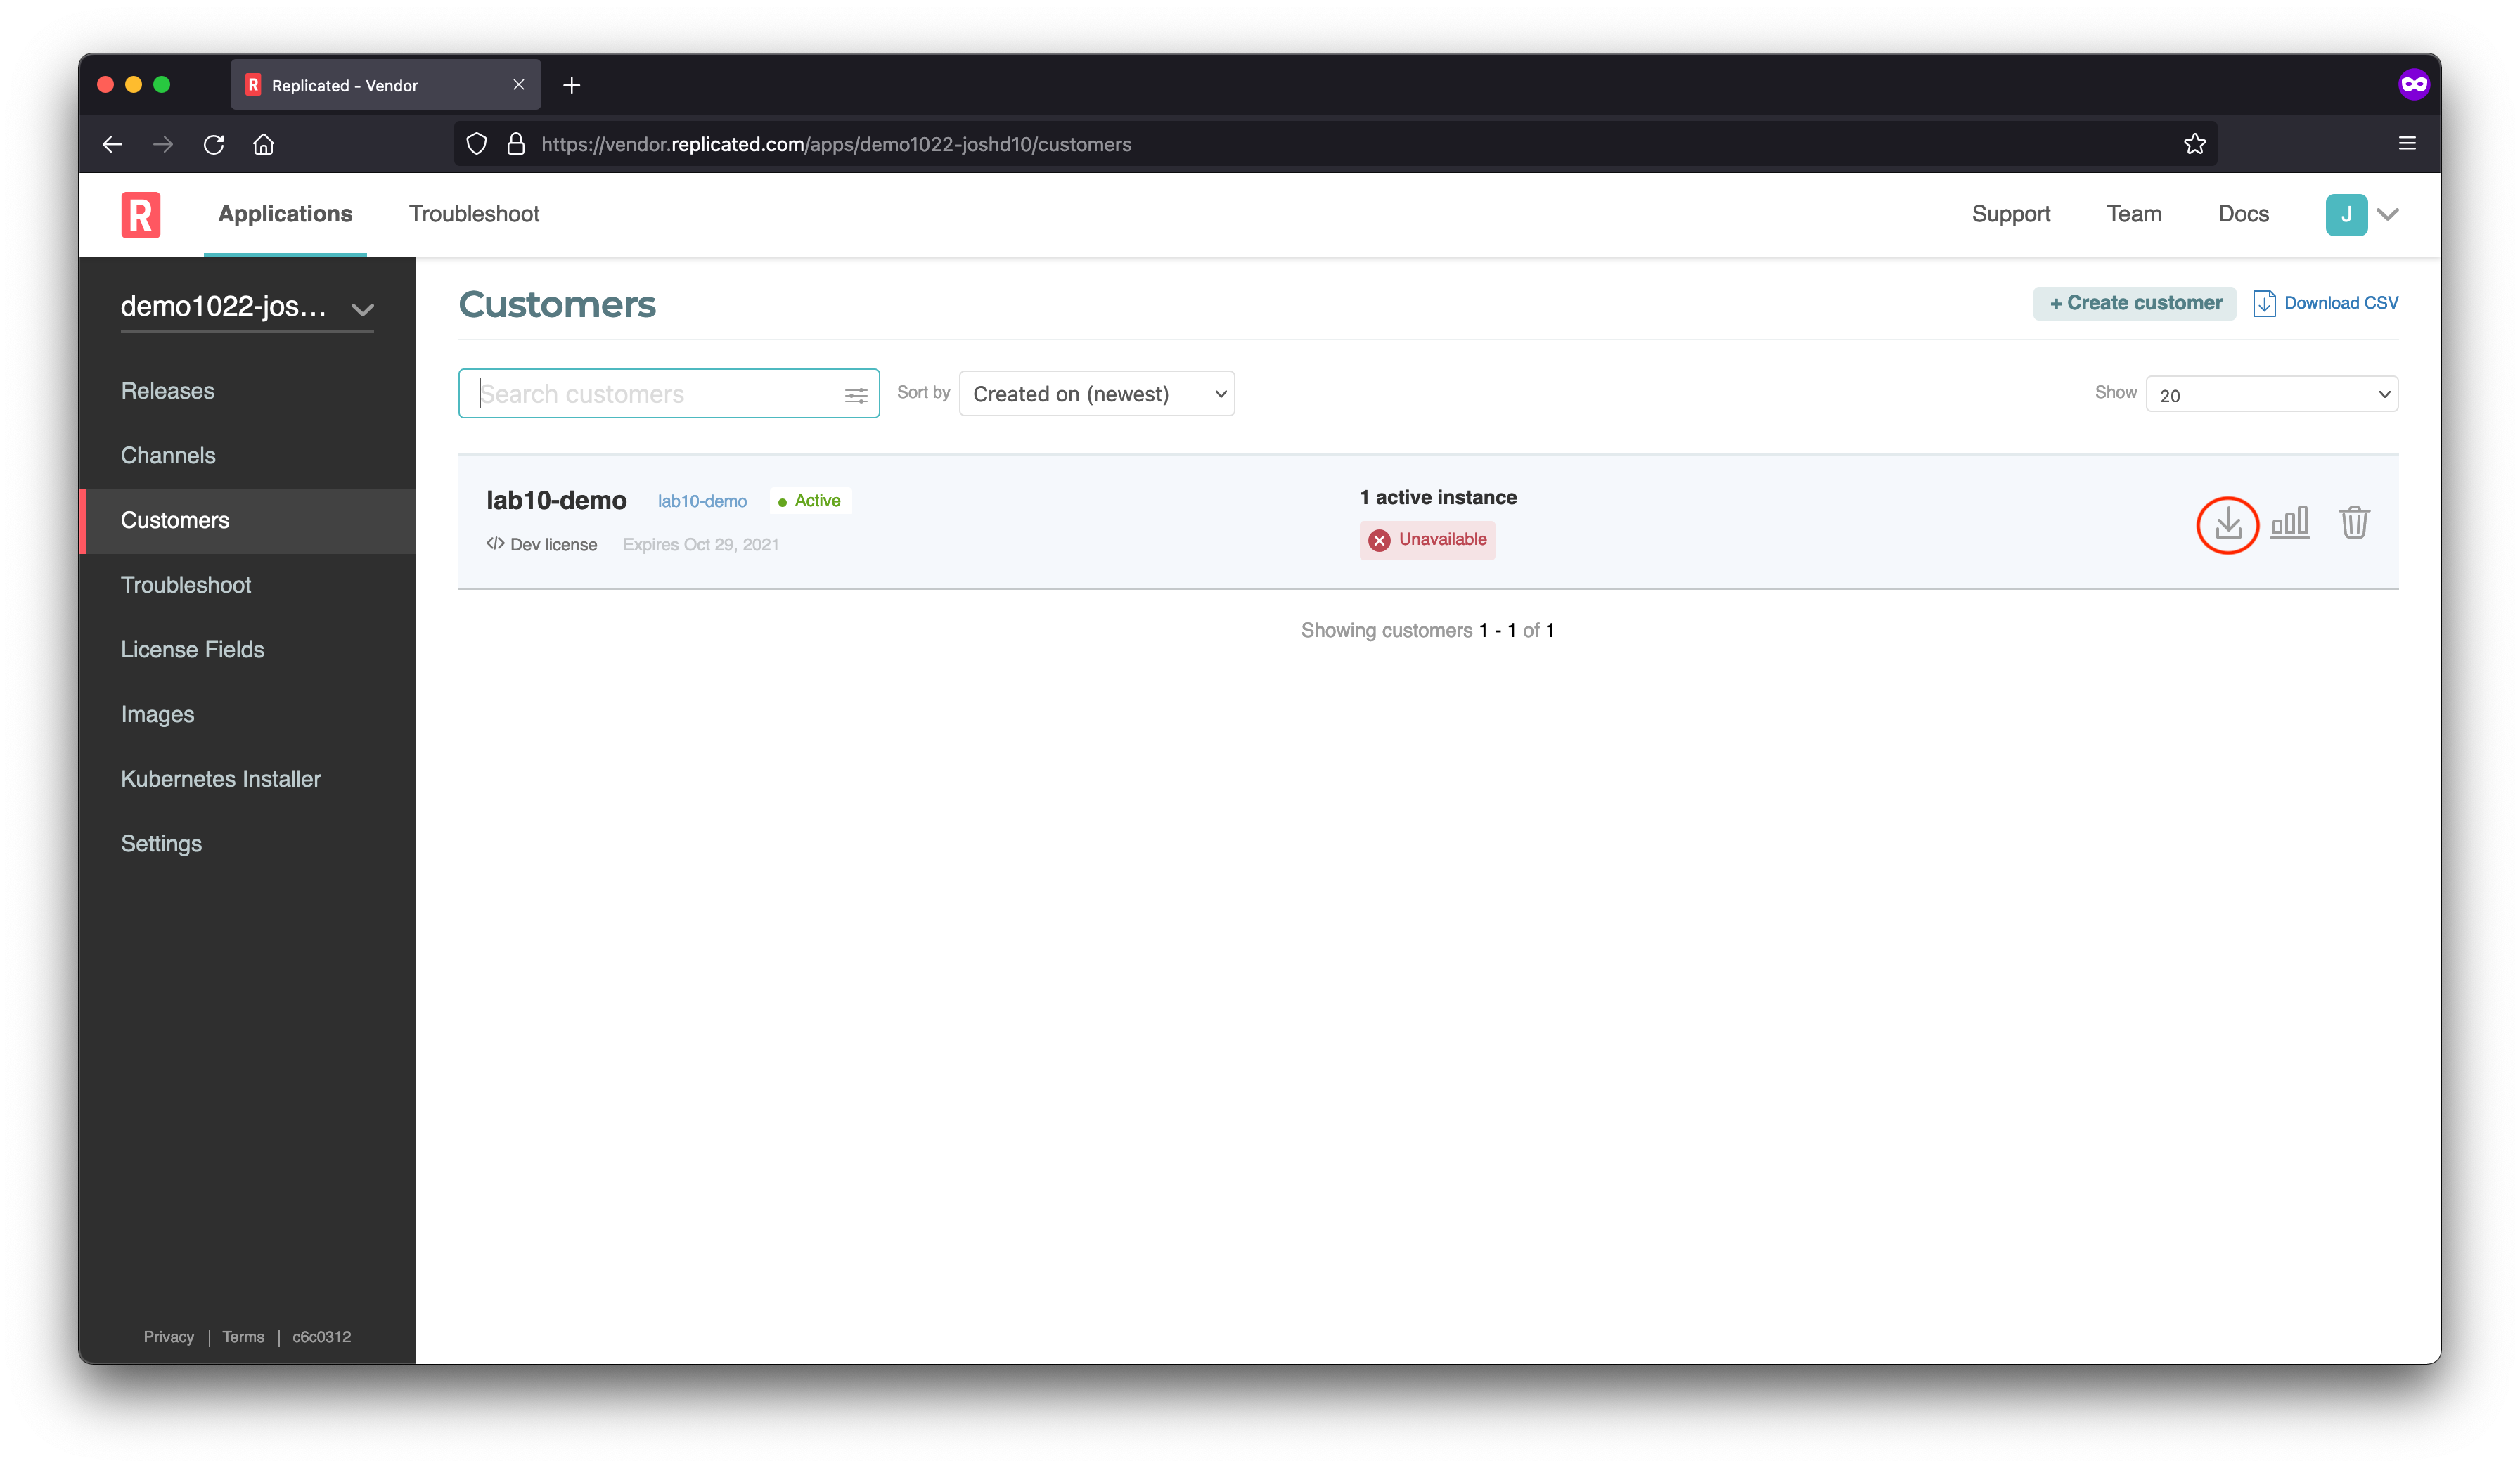 R Replicated - Vendor
https://vendor.replicated.com/apps/demo1022-joshd10/customers
R Applications Troubleshoot Support Team Docs J
demo1022-jos...
Releases
Channels
Customers
Troubleshoot
License Fields
Images
Kubernetes Installer
Settings
Privacy | Terms | c6c0312
Customers
+ Create customer Download CSV
Search customers Sort by Created on (newest) Show 20
lab10-demo lab10-demo Active
</> Dev license Expires Oct 29, 2021
1 active instance
Unavailable
Showing customers 1 - 1 of 1